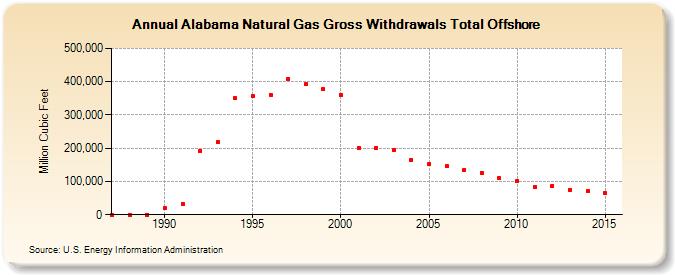 Annual Alabama Natural Gas Gross Withdrawals Total Offshore
Million Cubic Feet
500,000
400,000
300,000
200,000
100,000
0
1990 1995 2000 2005 2010 2015
Source: U.S. Energy Information Administration